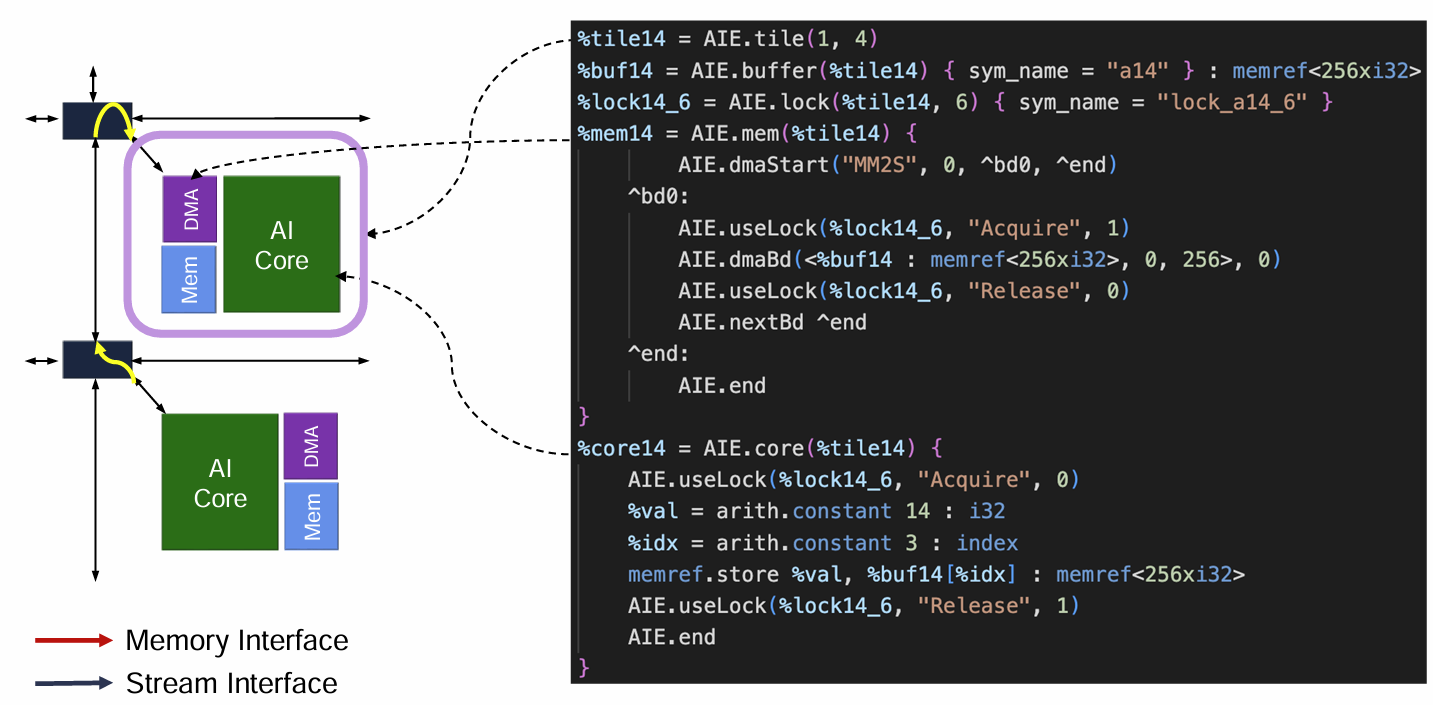 DMA
AI
Core
Mem
AI
Core
DMA
Mem
Memory Interface
Stream Interface
%tile14 = AIE.tile(1, 4)
%buf14 = AIE.buffer(%tile14) { sym_name = "a14" } : memref<256xi32>
%lock14_6 = AIE.lock(%tile14, 6) { sym_name = "lock_a14_6" }
%mem14 = AIE.mem(%tile14) {
AIE.dmaStart("MM2S", 0, ^bd0, ^end)
^bd0:
AIE.useLock(%lock14_6, "Acquire", 1)
AIE.dmaBd(<%buf14 : memref<256xi32>, 0, 256>, 0)
AIE.useLock(%lock14_6, "Release", 0)
AIE.nextBd ^end
^end:
AIE.end
}
%core14 = AIE.core(%tile14) {
AIE.useLock(%lock14_6, "Acquire", 0)
%val = arith.constant 14 : i32
%idx = arith.constant 3 : index
memref.store %val, %buf14[%idx] : memref<256xi32>
AIE.useLock(%lock14_6, "Release", 1)
AIE.end
}